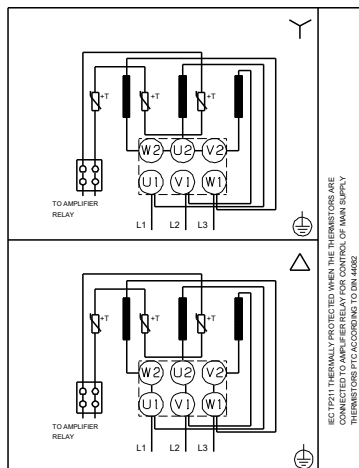 +T
+T
+T
W2 U2 V2
U1 V1 W1
TO AMPLIFIER
RELAY
L1 L2 L3
+T
+T
+T
W2 U2 V2
U1 V1 W1
TO AMPLIFIER
RELAY
L1 L2 L3
IEC TP211 THERMALLY PROTECTED WHEN THE THERMISTORS ARE
CONNECTED TO AMPLIFIER RELAY FOR CONTROL OF MAIN SUPPLY
THERMISTORS PTC ACCORDING TO DIN 44082